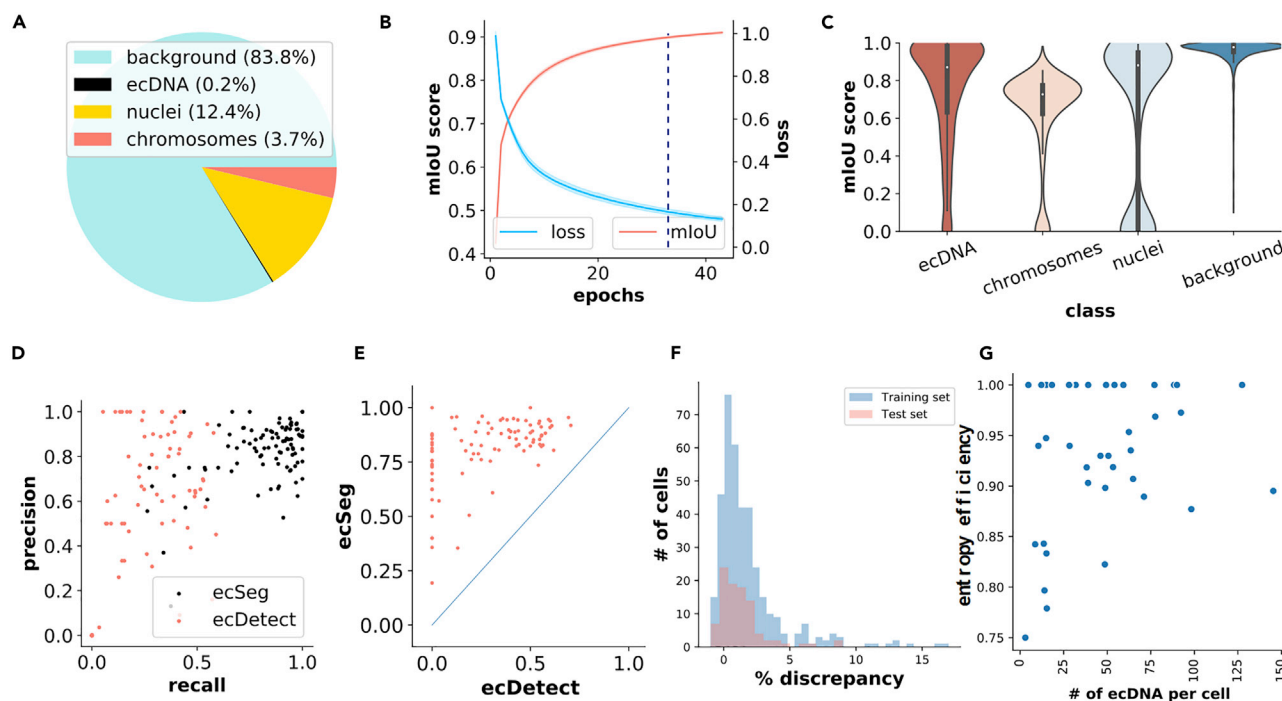 A
background (83.8%)
ecDNA (0.2%)
nuclei (12.4%)
chromosomes (3.7%)
B
0.9
0.8
0.7
0.6
0.5
0.4
mIoU score
1.0
0.8
0.6
0.4
0.2
0.0
loss
loss
mIoU
0
20
40
epochs
C
1.0
0.8
0.6
0.4
0.2
0.0
mIoU score
ecDNA
chromosomes
nuclei
background
class
D
1.0
0.8
0.6
0.4
0.2
0.0
precision
ecSeg
ecDetect
0.0
0.5
1.0
recall
E
1.00
0.75
0.50
0.25
0.00
ecSeg
0.0
0.5
1.0
ecDetect
F
Training set
Test set
70
60
50
40
30
20
10
0
# of cells
0
5
10
15
% discrepancy
G
1.00
0.95
0.90
0.85
0.80
0.75
entropy efficiency
0
25
50
75
100
125
150
# of ecDNA per cell